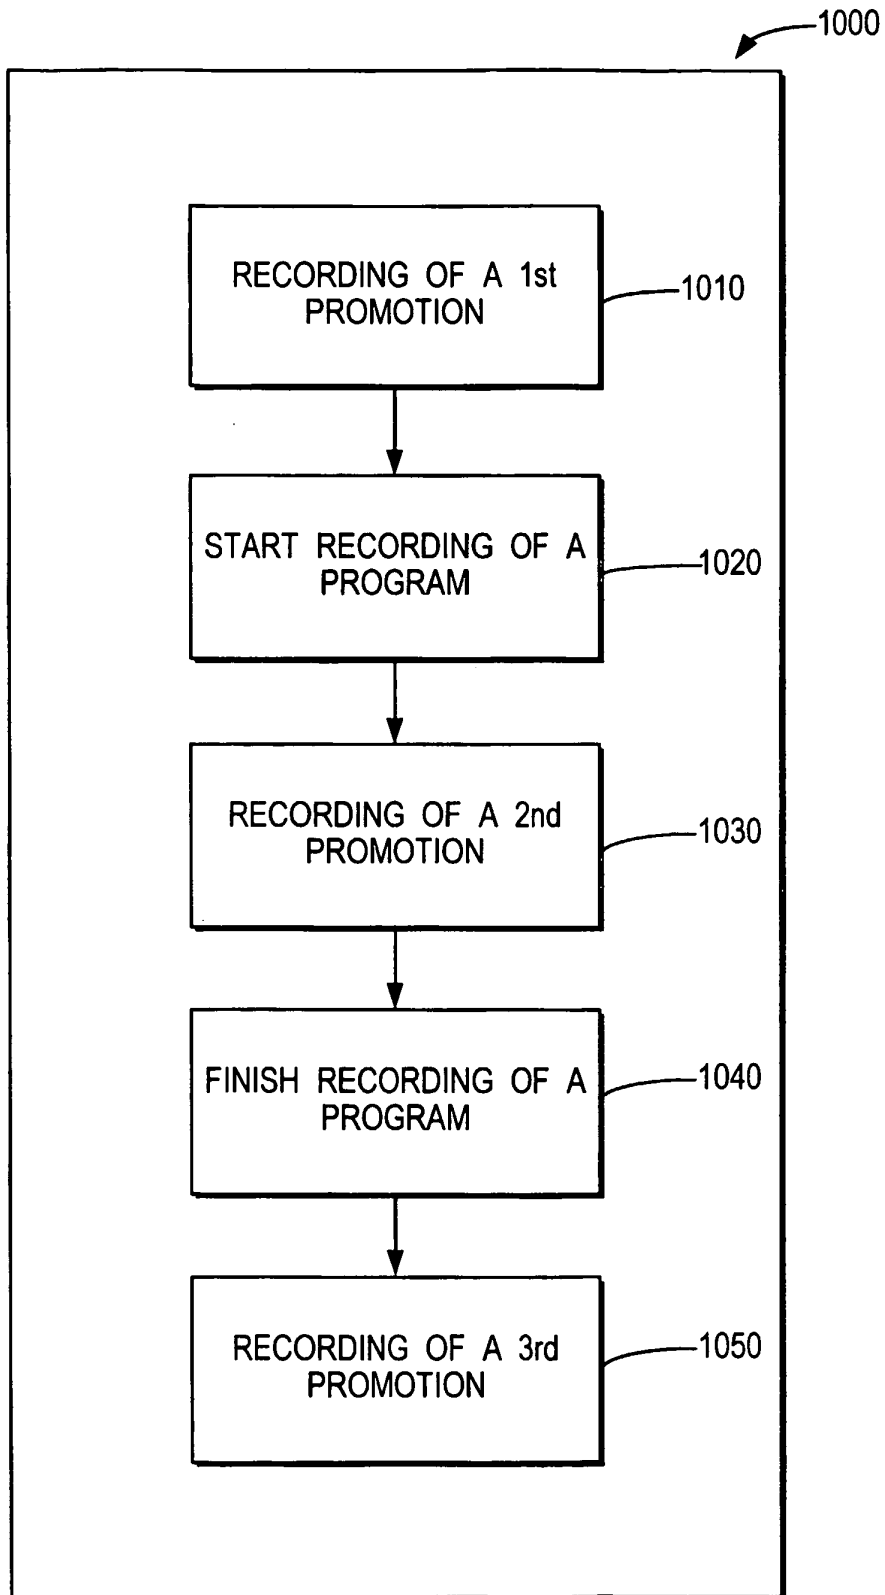 1000
RECORDING OF A 1st
PROMOTION
1010
START RECORDING OF A
PROGRAM
1020
RECORDING OF A 2nd
PROMOTION
1030
FINISH RECORDING OF A
PROGRAM
1040
RECORDING OF A 3rd
PROMOTION
1050